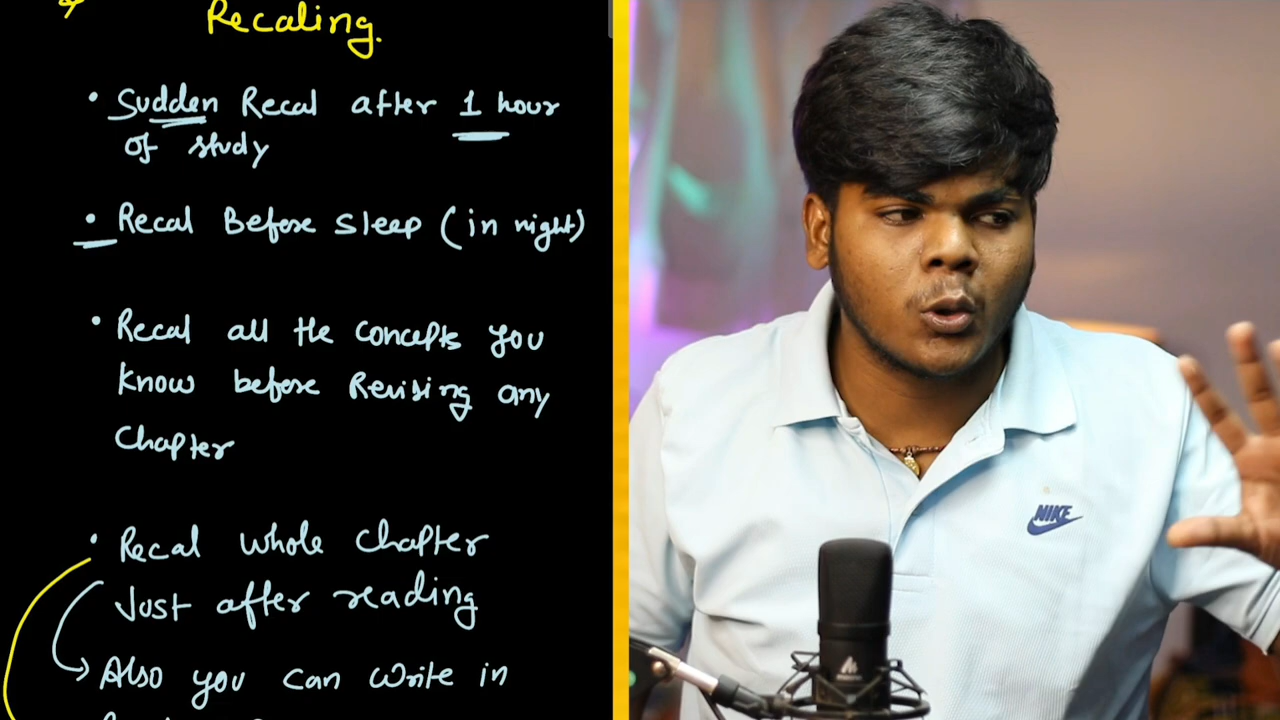 Recaling.
• Sudden Recal after 1 hour
of study
• Recal Before Sleep (in night)
• Recal all the concepts you
know before Revising any
Chapter
• Recal whole chapter
Just after reading
Also you can write in
NIKE